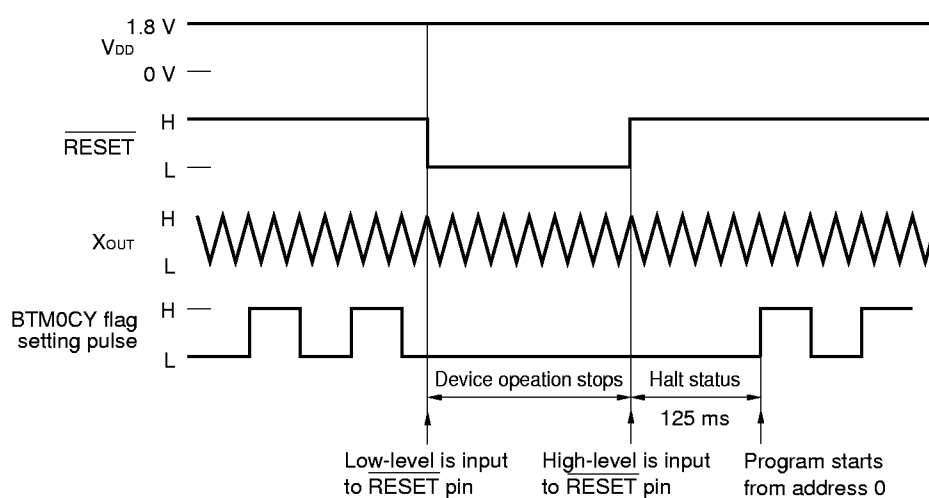 1.8 V
VDD
0 V
H
RESET
L
H
XOUT
L
H
BTM0CY flag
setting pulse
L
Device opeation stops
Halt status
125 ms
Low-level is input
to RESET pin
High-level is input
to RESET pin
Program starts
from address 0